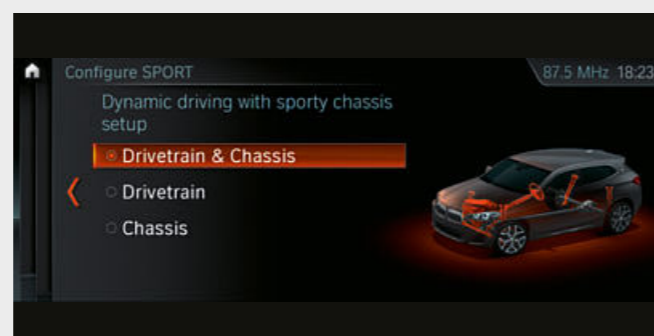 Configure SPORT
87.5 MHz 18:23
Dynamic driving with sporty chassis
setup
Drivetrain & Chassis
Drivetrain
Chassis